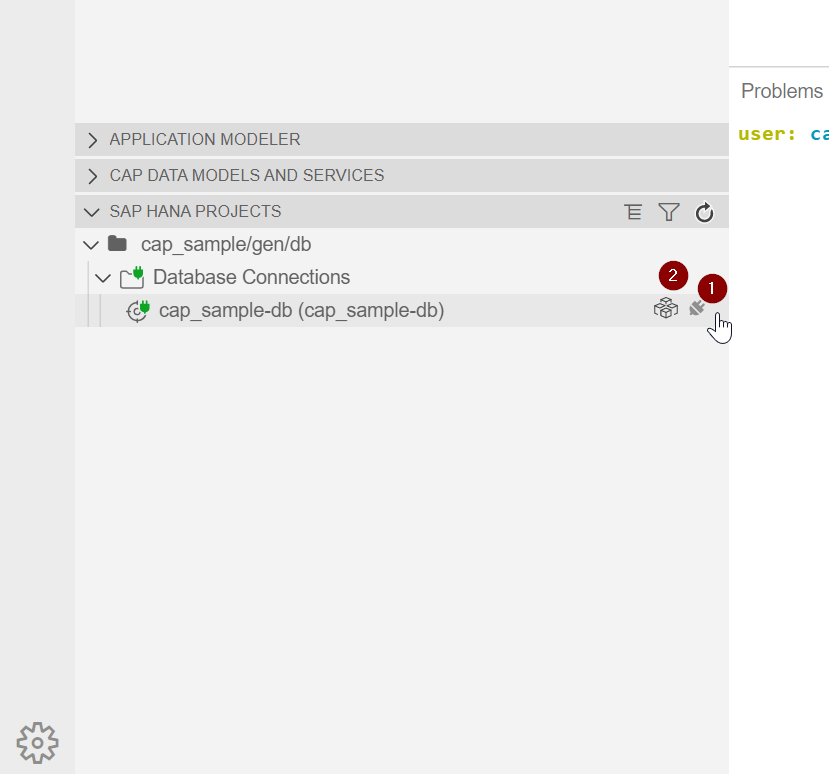 Problems
user: ca
APPLICATION MODELER
CAP DATA MODELS AND SERVICES
SAP HANA PROJECTS
cap_sample/gen/db
Database Connections
2
1
cap_sample-db (cap_sample-db)